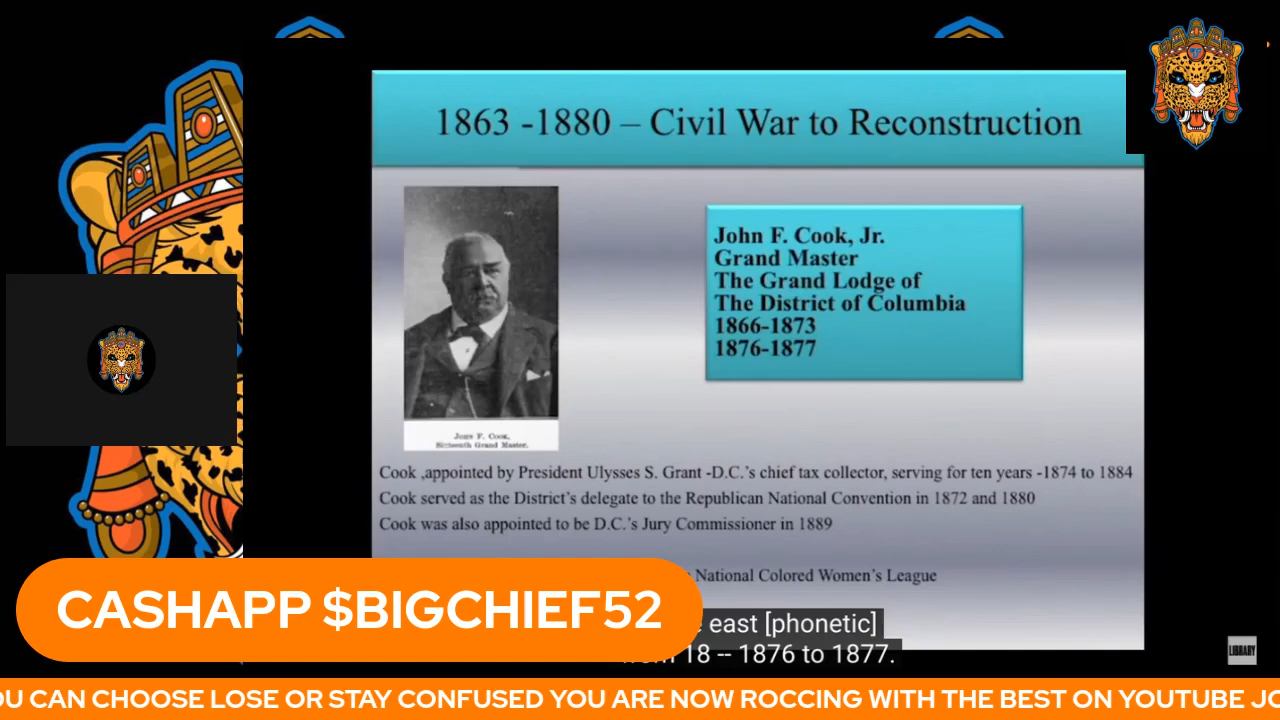 1863 -1880 – Civil War to Reconstruction
John F. Cook, Jr.
Grand Master
The Grand Lodge of
The District of Columbia
1866-1873
1876-1877
John F. Cook,
Sixteenth Grand Master.
Cook ,appointed by President Ulysses S. Grant -D.C.'s chief tax collector, serving for ten years -1874 to 1884
Cook served as the District's delegate to the Republican National Convention in 1872 and 1880
Cook was also appointed to be D.C.'s Jury Commissioner in 1889
National Colored Women's League
CASHAPP $BIGCHIEF52
east [phonetic]
18 -- 1876 to 1877.
LIBRARY
OU CAN CHOOSE LOSE OR STAY CONFUSED YOU ARE NOW ROCCING WITH THE BEST ON YOUTUBE JO